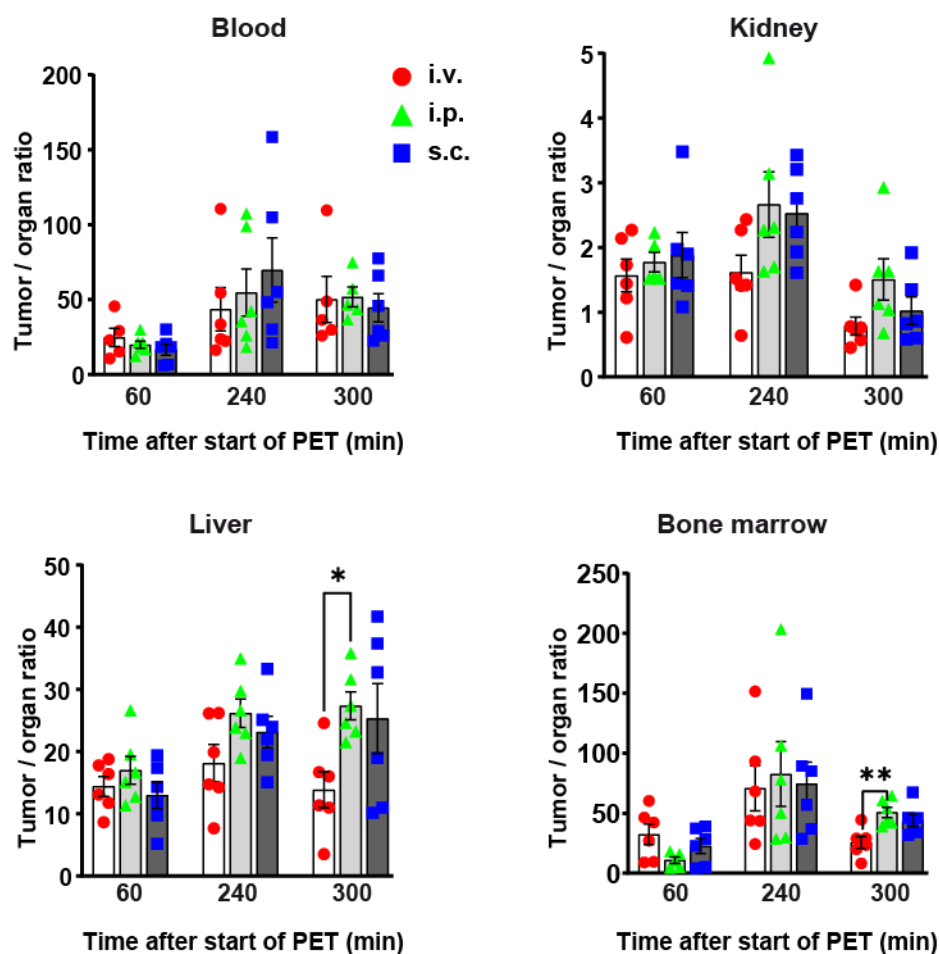 Blood
Tumor / organ ratio
200
150
100
50
0
60 240 300
Time after start of PET (min)
i.v.
i.p.
s.c.
Kidney
Tumor / organ ratio
5
4
3
2
1
0
60 240 300
Time after start of PET (min)
Liver
Tumor / organ ratio
50
40
30
20
10
0
*
60 240 300
Time after start of PET (min)
Bone marrow
Tumor / organ ratio
250
200
150
100
50
0
**
60 240 300
Time after start of PET (min)